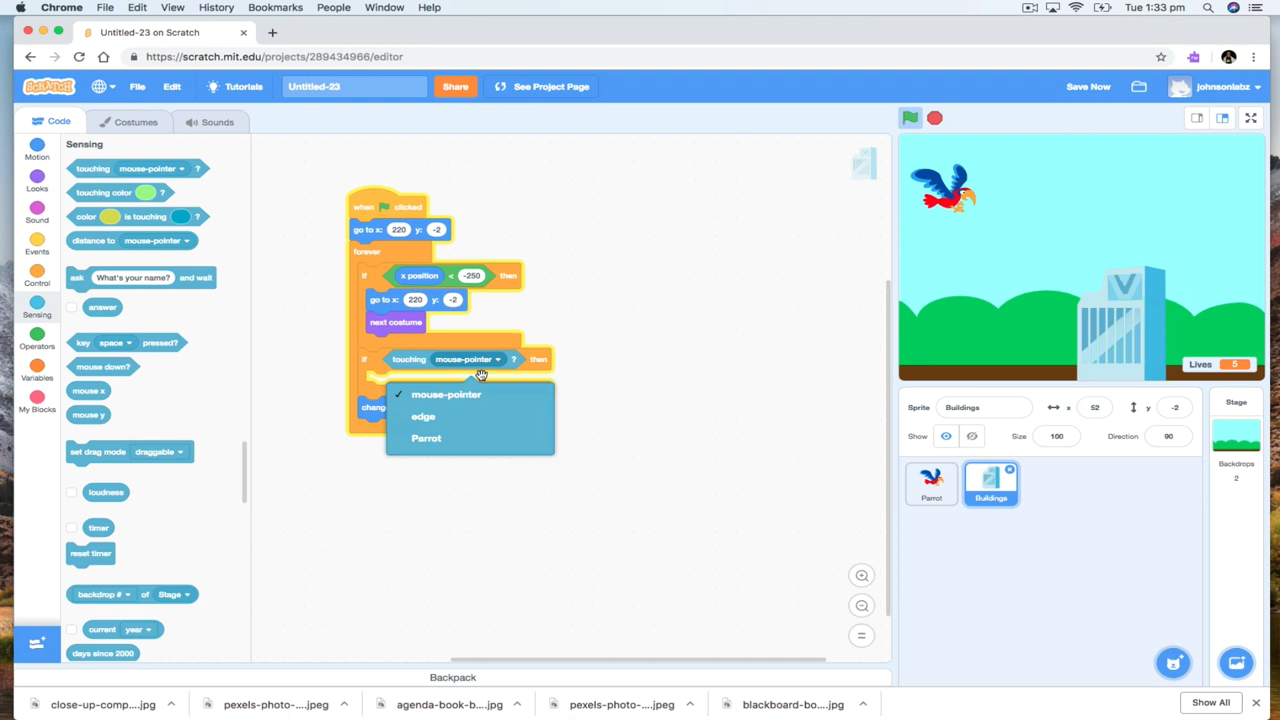 Chrome File Edit View History Bookmarks People Window Help Tue 1:33 pm
Untitled-23 on Scratch
https://scratch.mit.edu/projects/289434966/editor
SCRATCH File Edit Tutorials Untitled-23 Share See Project Page Save Now johnsonlabz
Code Costumes Sounds
Motion
Looks
Sound
Events
Control
Sensing
Operators
Variables
My Blocks
Sensing
touching mouse-pointer ?
touching color ?
color is touching ?
distance to mouse-pointer
ask What's your name? and wait
answer
key space pressed?
mouse down?
mouse x
mouse y
set drag mode draggable
loudness
timer
reset timer
backdrop # of Stage
current year
days since 2000
when clicked
go to x: 220 y: -2
forever
if x position < -250 then
go to x: 220 y: -2
next costume
if touching mouse-pointer ? then
✓ mouse-pointer
edge
Parrot
Lives 5
Sprite Buildings x 52 y -2
Show Size 100 Direction 90
Parrot
Buildings
Stage
Backdrops
2
Backpack
close-up-comp....jpg pexels-photo-....jpeg agenda-book-b....jpg pexels-photo-....jpeg blackboard-bo....jpg Show All